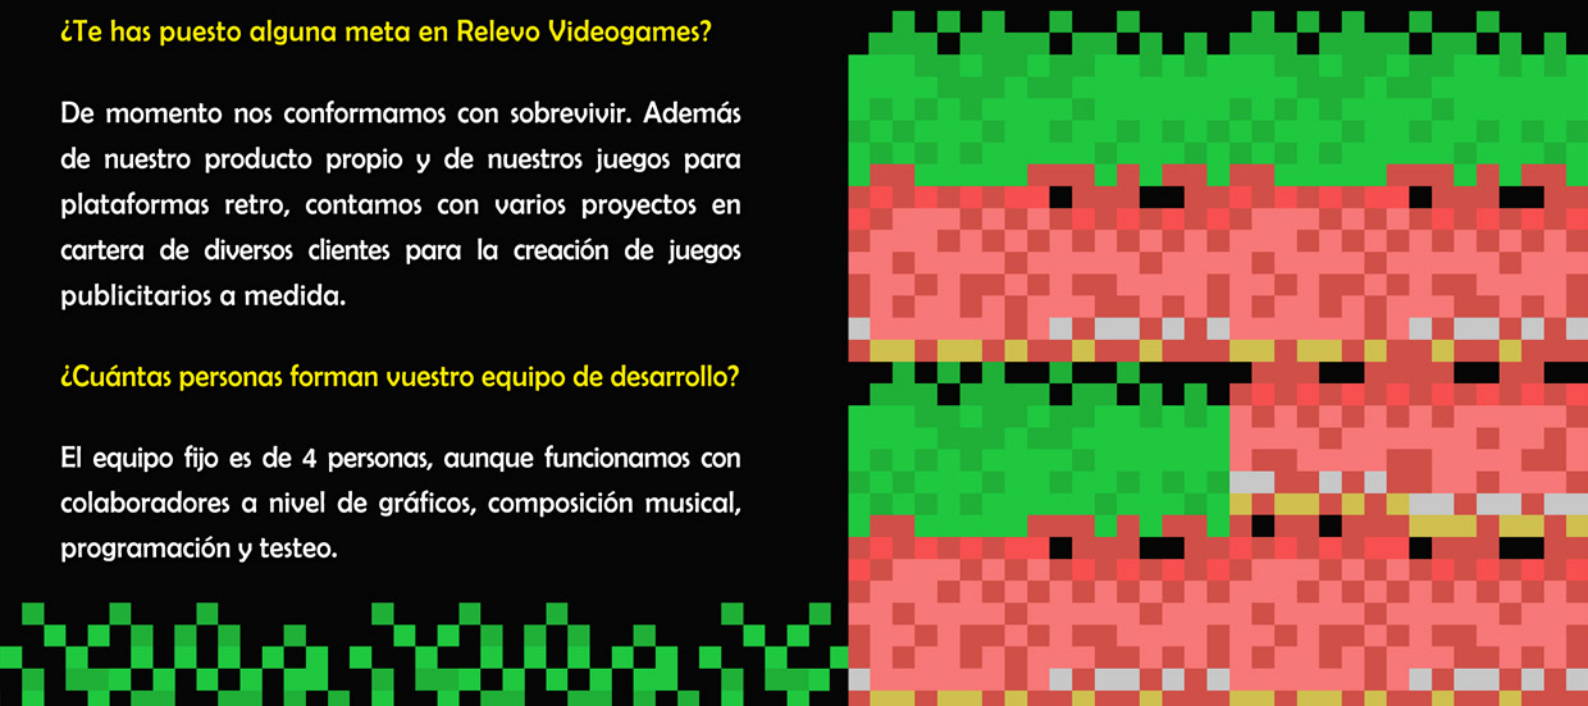 ¿Te has puesto alguna meta en Relevo Videogames?
De momento nos conformamos con sobrevivir. Además
de nuestro producto propio y de nuestros juegos para
plataformas retro, contamos con varios proyectos en
cartera de diversos clientes para la creación de juegos
publicitarios a medida.
¿Cuántas personas forman vuestro equipo de desarrollo?
El equipo fijo es de 4 personas, aunque funcionamos con
colaboradores a nivel de gráficos, composición musical,
programación y testeo.